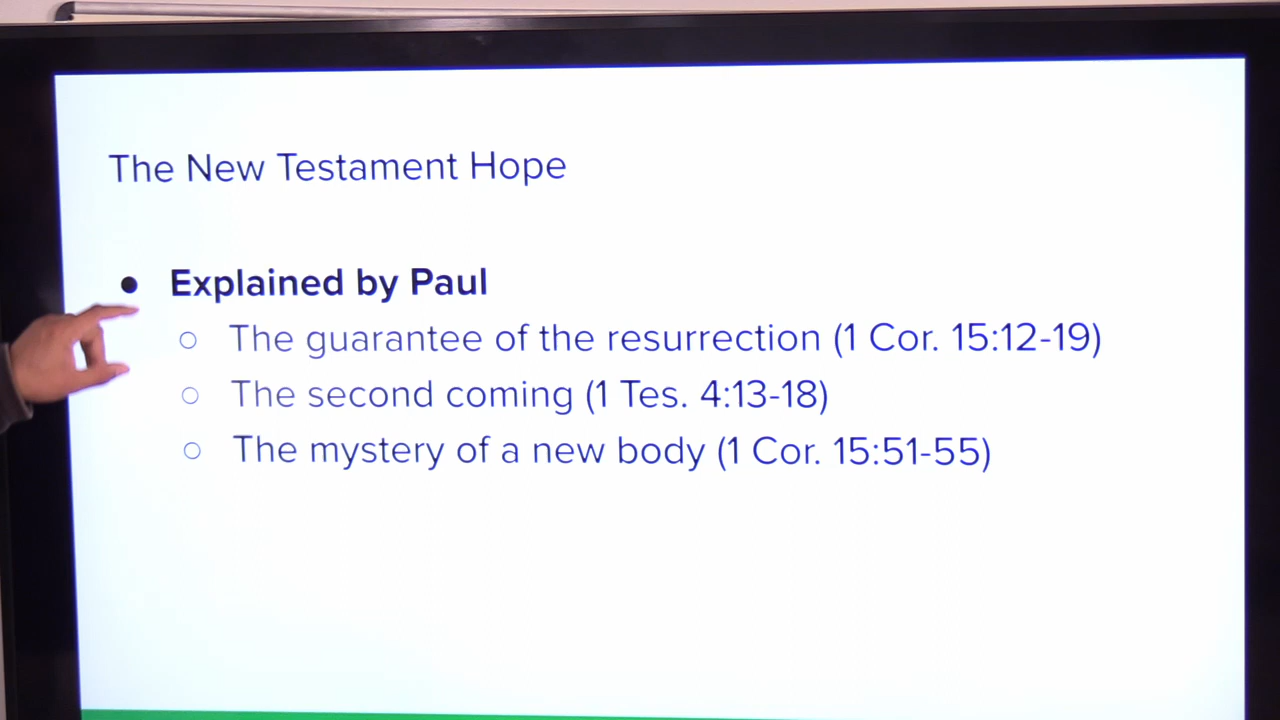 The New Testament Hope
● Explained by Paul
○ The guarantee of the resurrection (1 Cor. 15:12-19)
○ The second coming (1 Tes. 4:13-18)
○ The mystery of a new body (1 Cor. 15:51-55)